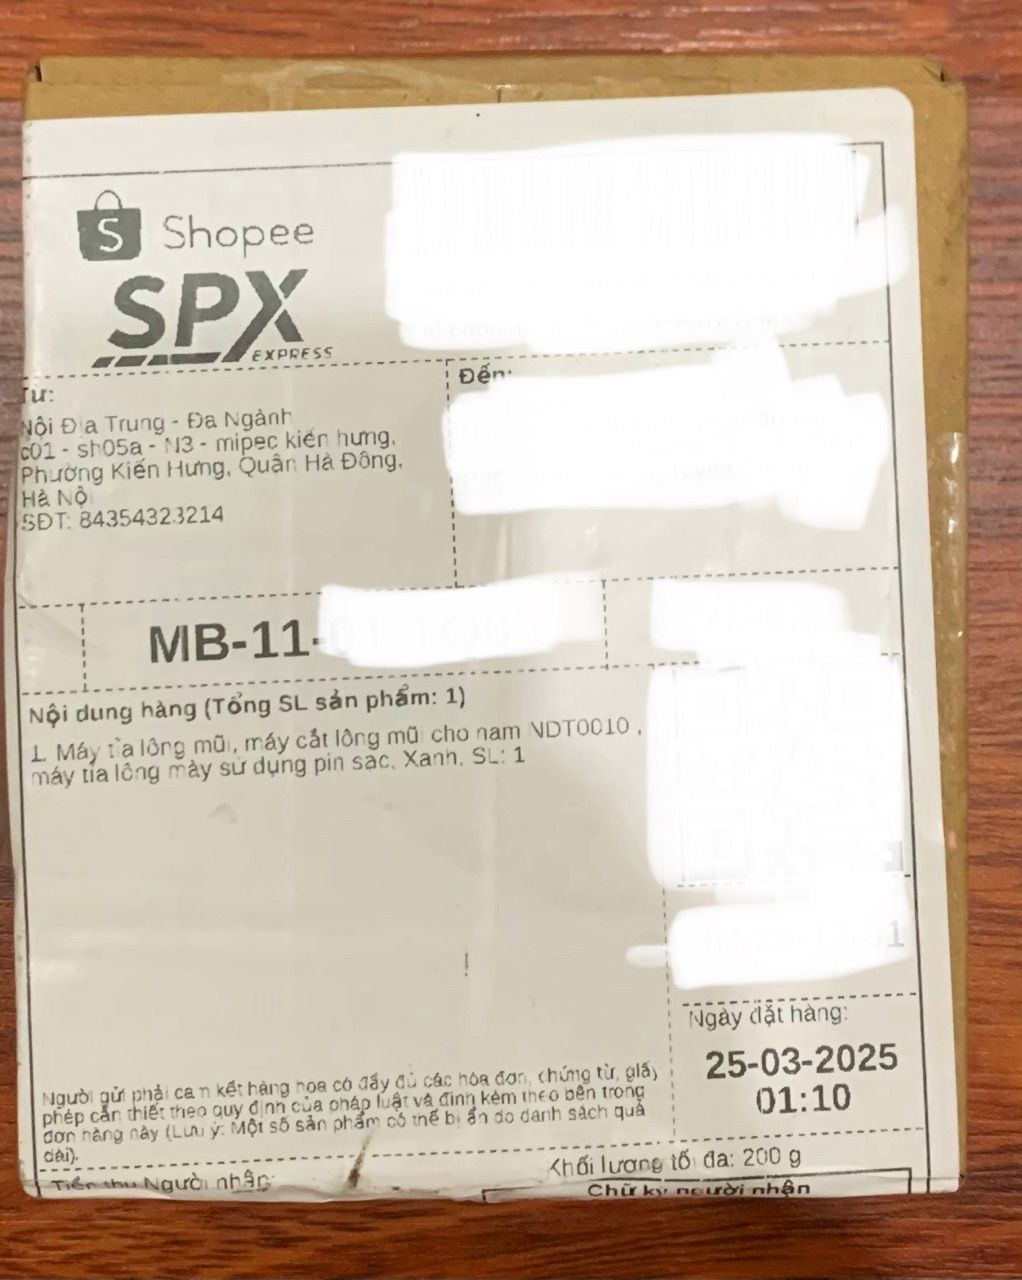 Shopee
SPX
EXPRESS
Từ:
Nội Địa Trung - Đa Ngành
c01 - sh05a - N3 - mipec kiến hưng,
Phường Kiến Hưng, Quận Hà Đông,
Hà Nội
SĐT: 84354323214
Đến:
MB-11-
Nội dung hàng (Tổng SL sản phẩm: 1)
1. Máy tỉa lông mũi, máy cắt lông mũi cho nam NDT0010 ,
máy tỉa lông mày sử dụng pin sạc, Xanh, SL: 1
Ngày đặt hàng:
25-03-2025
01:10
Người gửi phải cam kết hàng hóa có đầy đủ các hóa đơn, chứng từ, giấy
phép cần thiết theo quy định của pháp luật và đính kèm theo bên trong
đơn hàng này (Lưu ý: Một số sản phẩm có thể bị ẩn do danh sách quá
dài).
Khối lượng tối đa: 200 g
Tiền thu Người nhận:
Chữ ký người nhận